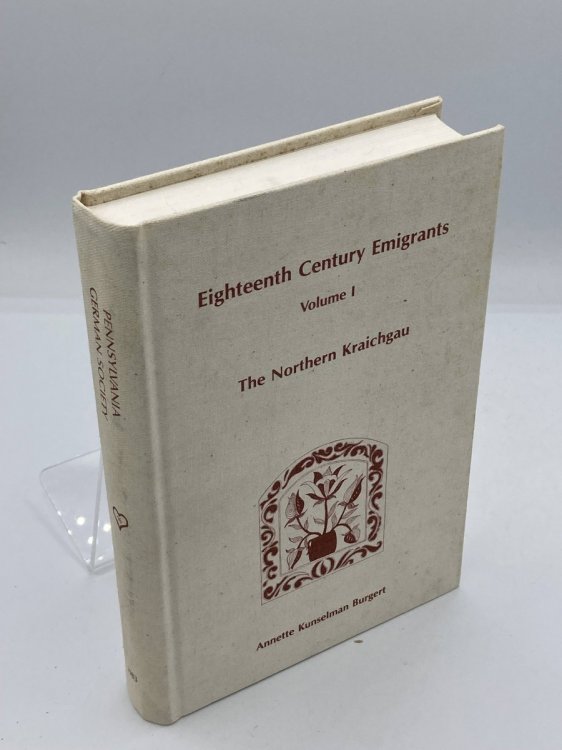 Eighteenth Century Emigrants
Volume I
The Northern Kraichgau
Annette Kunselman Burgert
PENNSYLVANIA
GERMAN SOCIETY